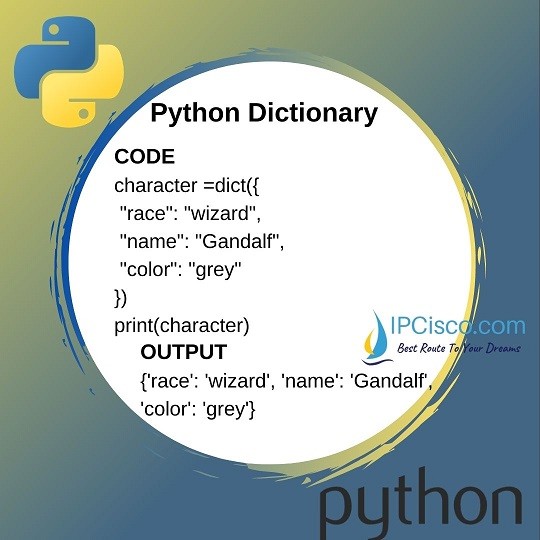 Python Dictionary
CODE
character =dict({
"race": "wizard",
"name": "Gandalf",
"color": "grey"
})
print(character)
IPCisco.com
Best Route To Your Dreams
OUTPUT
{'race': 'wizard', 'name': 'Gandalf',
'color': 'grey'}
python